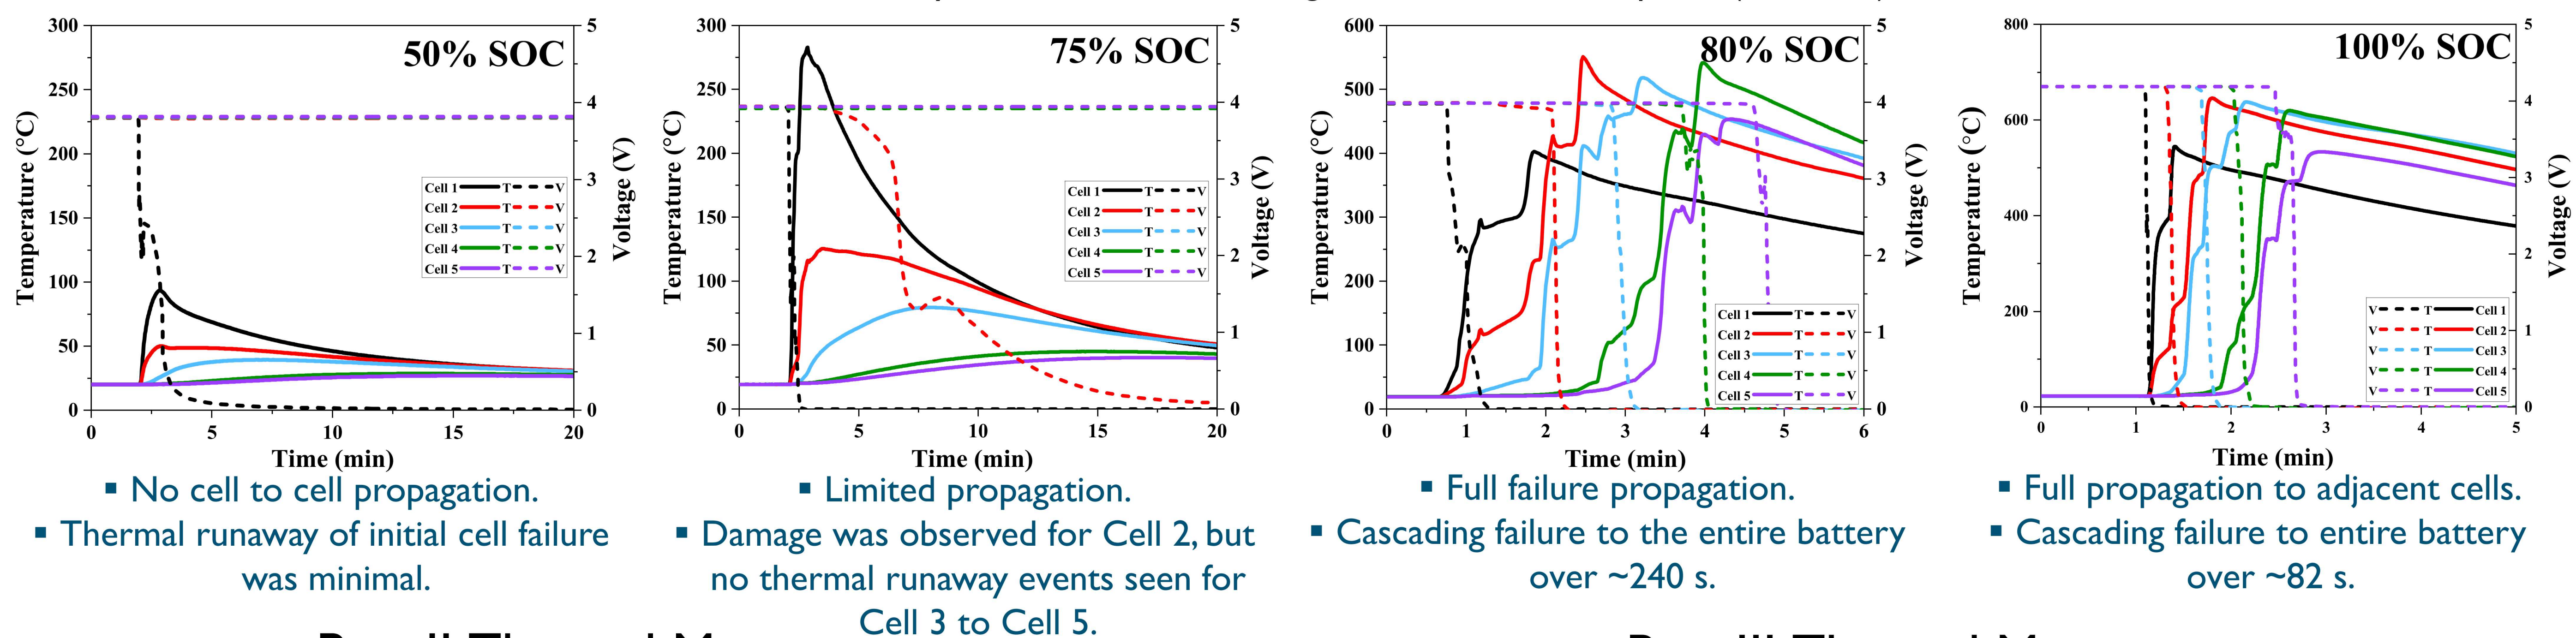 50% SOC
Temperature (°C)
300
250
200
150
100
50
0
5
4
3
2
1
0
Voltage (V)
Cell 1 T V
Cell 2 T V
Cell 3 T V
Cell 4 T V
Cell 5 T V
0 5 10 15 20
Time (min)
▪ No cell to cell propagation.
▪ Thermal runaway of initial cell failure
was minimal.
75% SOC
Temperature (°C)
300
250
200
150
100
50
0
5
4
3
2
1
0
Voltage (V)
Cell 1 T V
Cell 2 T V
Cell 3 T V
Cell 4 T V
Cell 5 T V
0 5 10 15 20
Time (min)
▪ Limited propagation.
▪ Damage was observed for Cell 2, but
no thermal runaway events seen for
Cell 3 to Cell 5.
80% SOC
Temperature (°C)
600
500
400
300
200
100
0
5
4
3
2
1
0
Voltage (V)
Cell 1 T V
Cell 2 T V
Cell 3 T V
Cell 4 T V
Cell 5 T V
0 1 2 3 4 5 6
Time (min)
▪ Full failure propagation.
▪ Cascading failure to the entire battery
over ~240 s.
100% SOC
Temperature (°C)
800
600
400
200
0
5
4
3
2
1
0
Voltage (V)
V T Cell 1
V T Cell 2
V T Cell 3
V T Cell 4
V T Cell 5
0 1 2 3 4 5
Time (min)
▪ Full propagation to adjacent cells.
▪ Cascading failure to entire battery
over ~82 s.